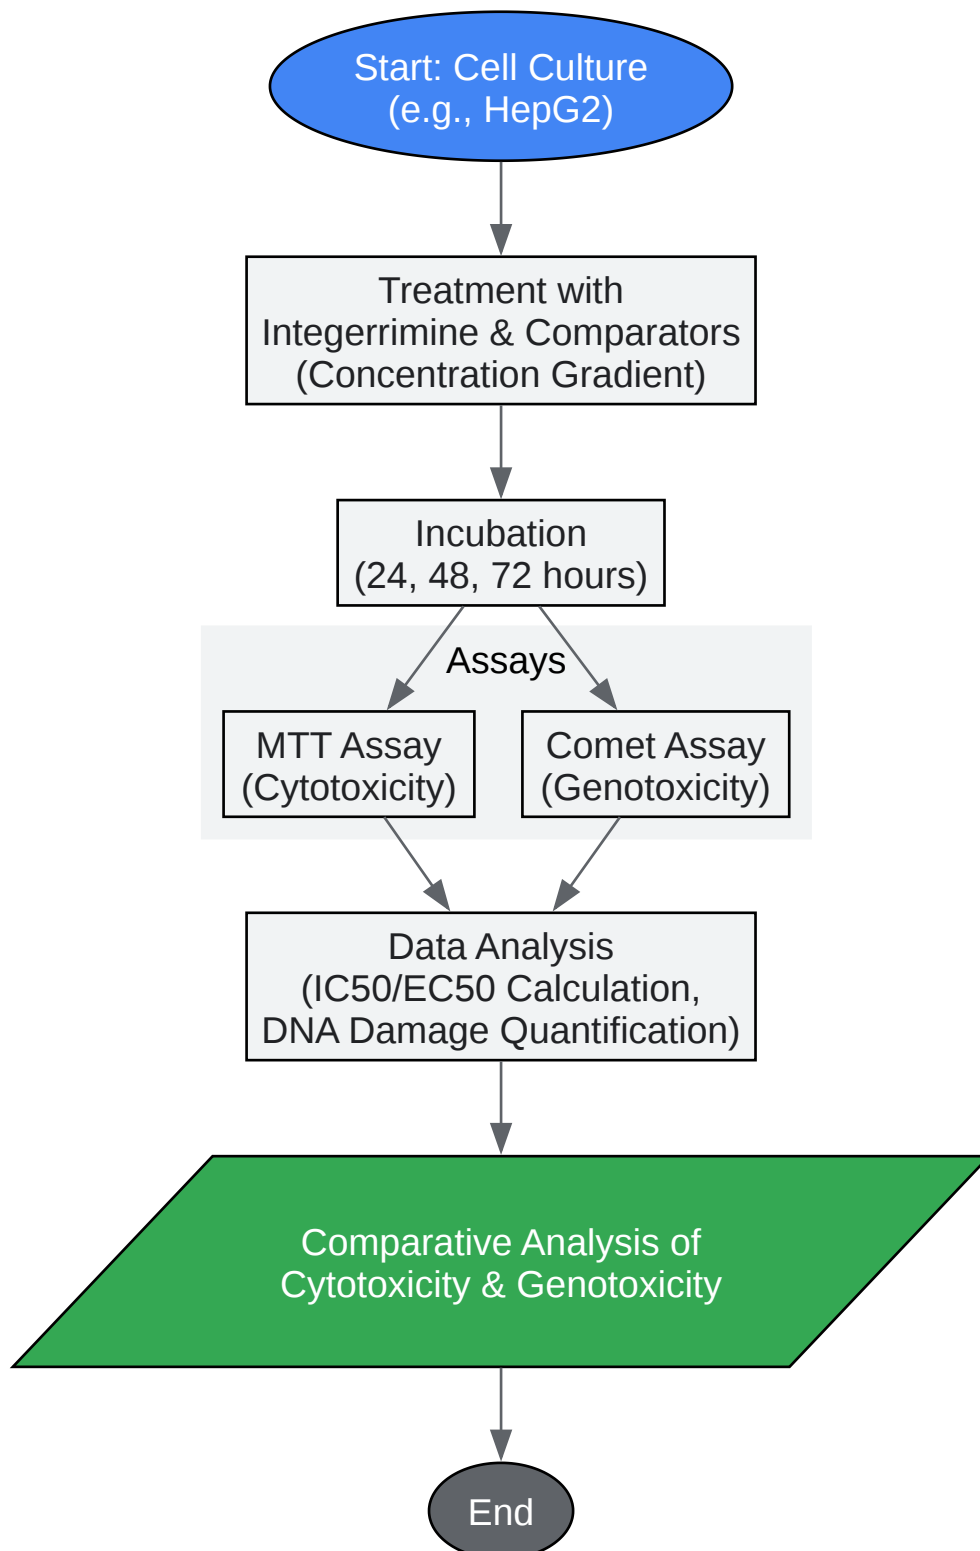 Start: Cell Culture
(e.g., HepG2)
Treatment with
Integerrimine & Comparators
(Concentration Gradient)
Incubation
(24, 48, 72 hours)
Assays
MTT Assay
(Cytotoxicity)
Comet Assay
(Genotoxicity)
Data Analysis
(IC50/EC50 Calculation,
DNA Damage Quantification)
Comparative Analysis of
Cytotoxicity & Genotoxicity
End